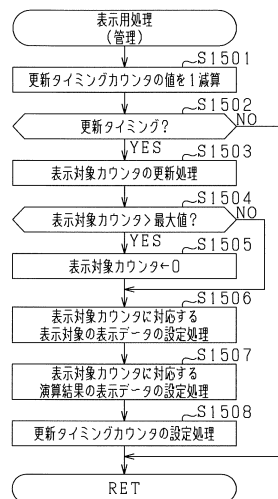 表示用処理
(管理)
S1501
更新タイミングカウンタの値を1減算
S1502
更新タイミング?
NO
YES
S1503
表示対象カウンタの更新処理
S1504
表示対象カウンタ>最大値?
NO
YES
S1505
表示対象カウンタ←0
S1506
表示対象カウンタに対応する
表示対象の表示データの設定処理
S1507
表示対象カウンタに対応する
演算結果の表示データの設定処理
S1508
更新タイミングカウンタの設定処理
RET